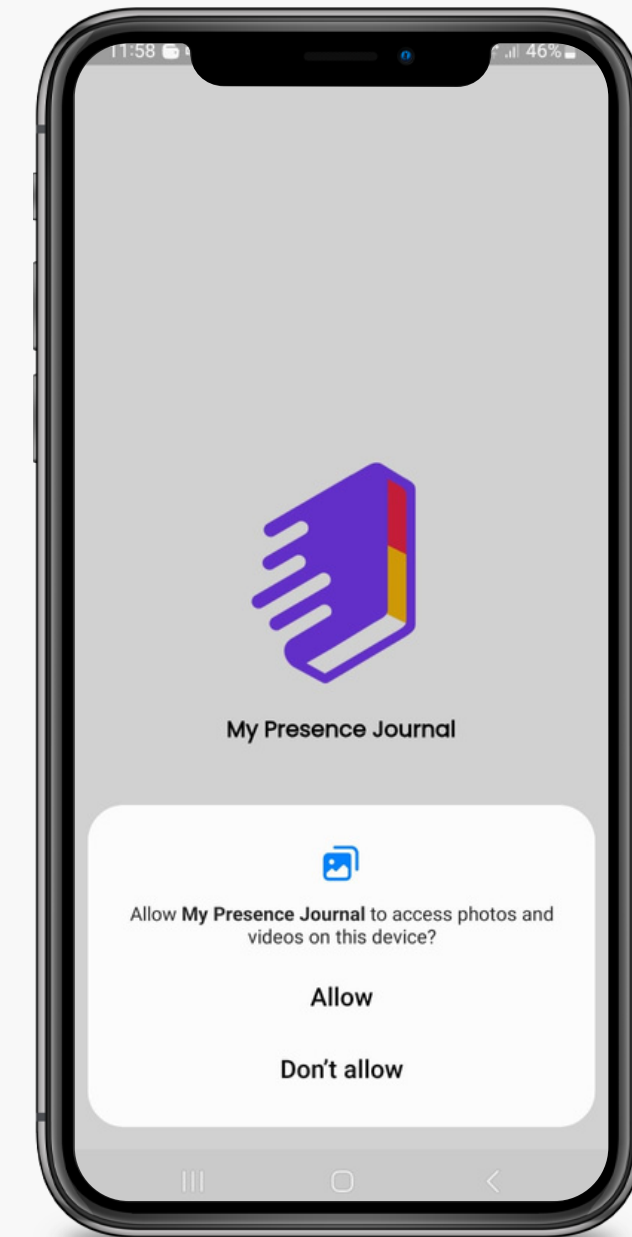 11:58
46%
My Presence Journal
Allow My Presence Journal to access photos and
videos on this device?
Allow
Don’t allow